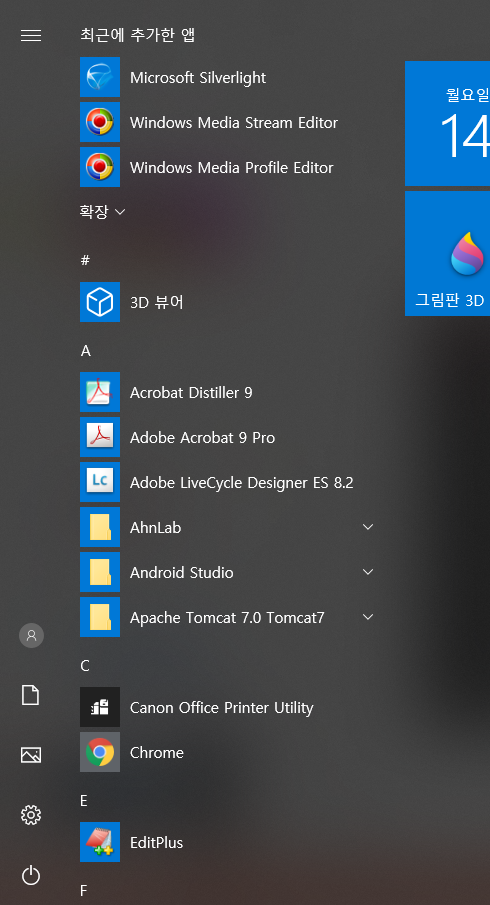 최근에 추가한 앱
Microsoft Silverlight
Windows Media Stream Editor
Windows Media Profile Editor
확장
#
3D 뷰어
A
Acrobat Distiller 9
Adobe Acrobat 9 Pro
Lc
Adobe LiveCycle Designer ES 8.2
AhnLab
Android Studio
Apache Tomcat 7.0 Tomcat7
C
Canon Office Printer Utility
Chrome
E
EditPlus
F
월요일
14
그림판 3D